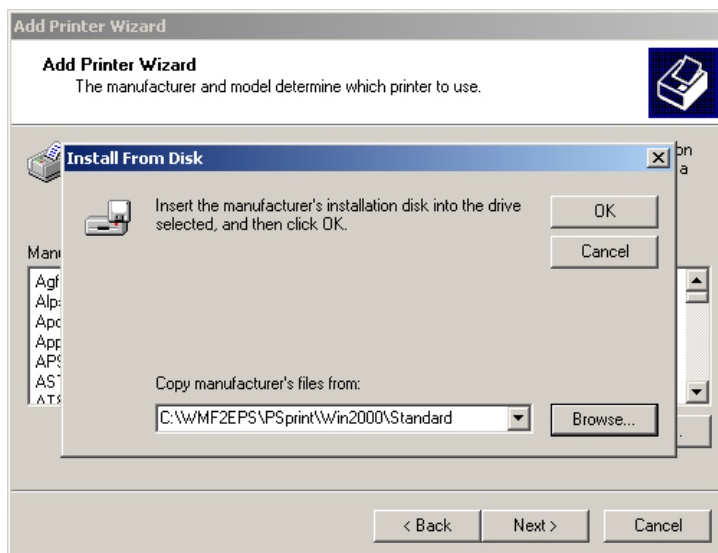 Add Printer Wizard
Add Printer Wizard
The manufacturer and model determine which printer to use.
Install From Disk
Insert the manufacturer's installation disk into the drive
selected, and then click OK.
OK
Cancel
Copy manufacturer's files from:
C:\WMF2EPS\PSprint\Win2000\Standard
Browse...
< Back
Next >
Cancel